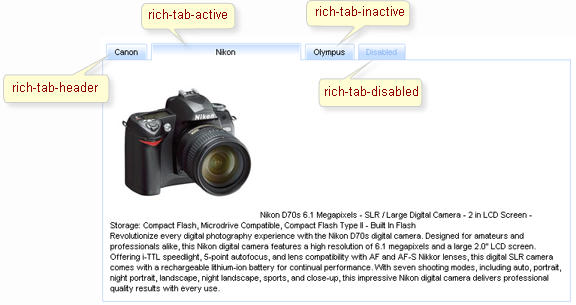 rich-tab-active
rich-tab-inactive
Canon
Nikon
Olympus
Disabled
rich-tab-header
rich-tab-disabled
Nikon
Nikon D70s 6.1 Megapixels - SLR / Large Digital Camera - 2 in LCD Screen -
Storage: Compact Flash, Microdrive Compatible, Compact Flash Type II - Built In Flash
Revolutionize every digital photography experience with the Nikon D70s digital camera. Designed for amateurs and
professionals alike, this Nikon digital camera features a high resolution of 6.1 megapixels and a large 2.0" LCD screen.
Offering i-TTL speedlight, 5-point autofocus, and lens compatibility with AF and AF-S Nikkor lenses, this digital SLR camera
comes with a rechargeable lithium-ion battery for continual performance. With seven shooting modes, including auto, portrait,
night portrait, landscape, night landscape, sports, and close-up, this impressive Nikon digital camera delivers professional
quality results with every use.